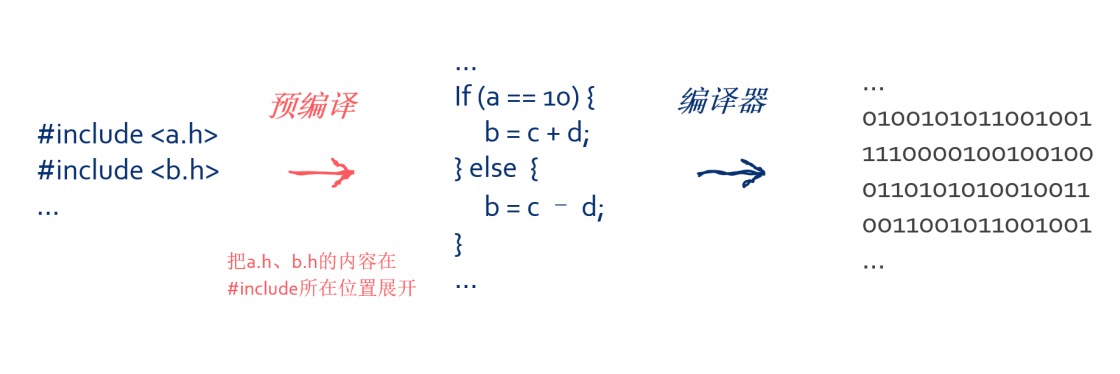 #include <a.h>
#include <b.h>
...
预编译
把a.h、b.h的内容在
#include所在位置展开
...
If (a == 10) {
b = c + d;
} else {
b = c - d;
}
...
编译器
...
0100101011001001
1110000100100100
0110101010010011
0011001011001001
...